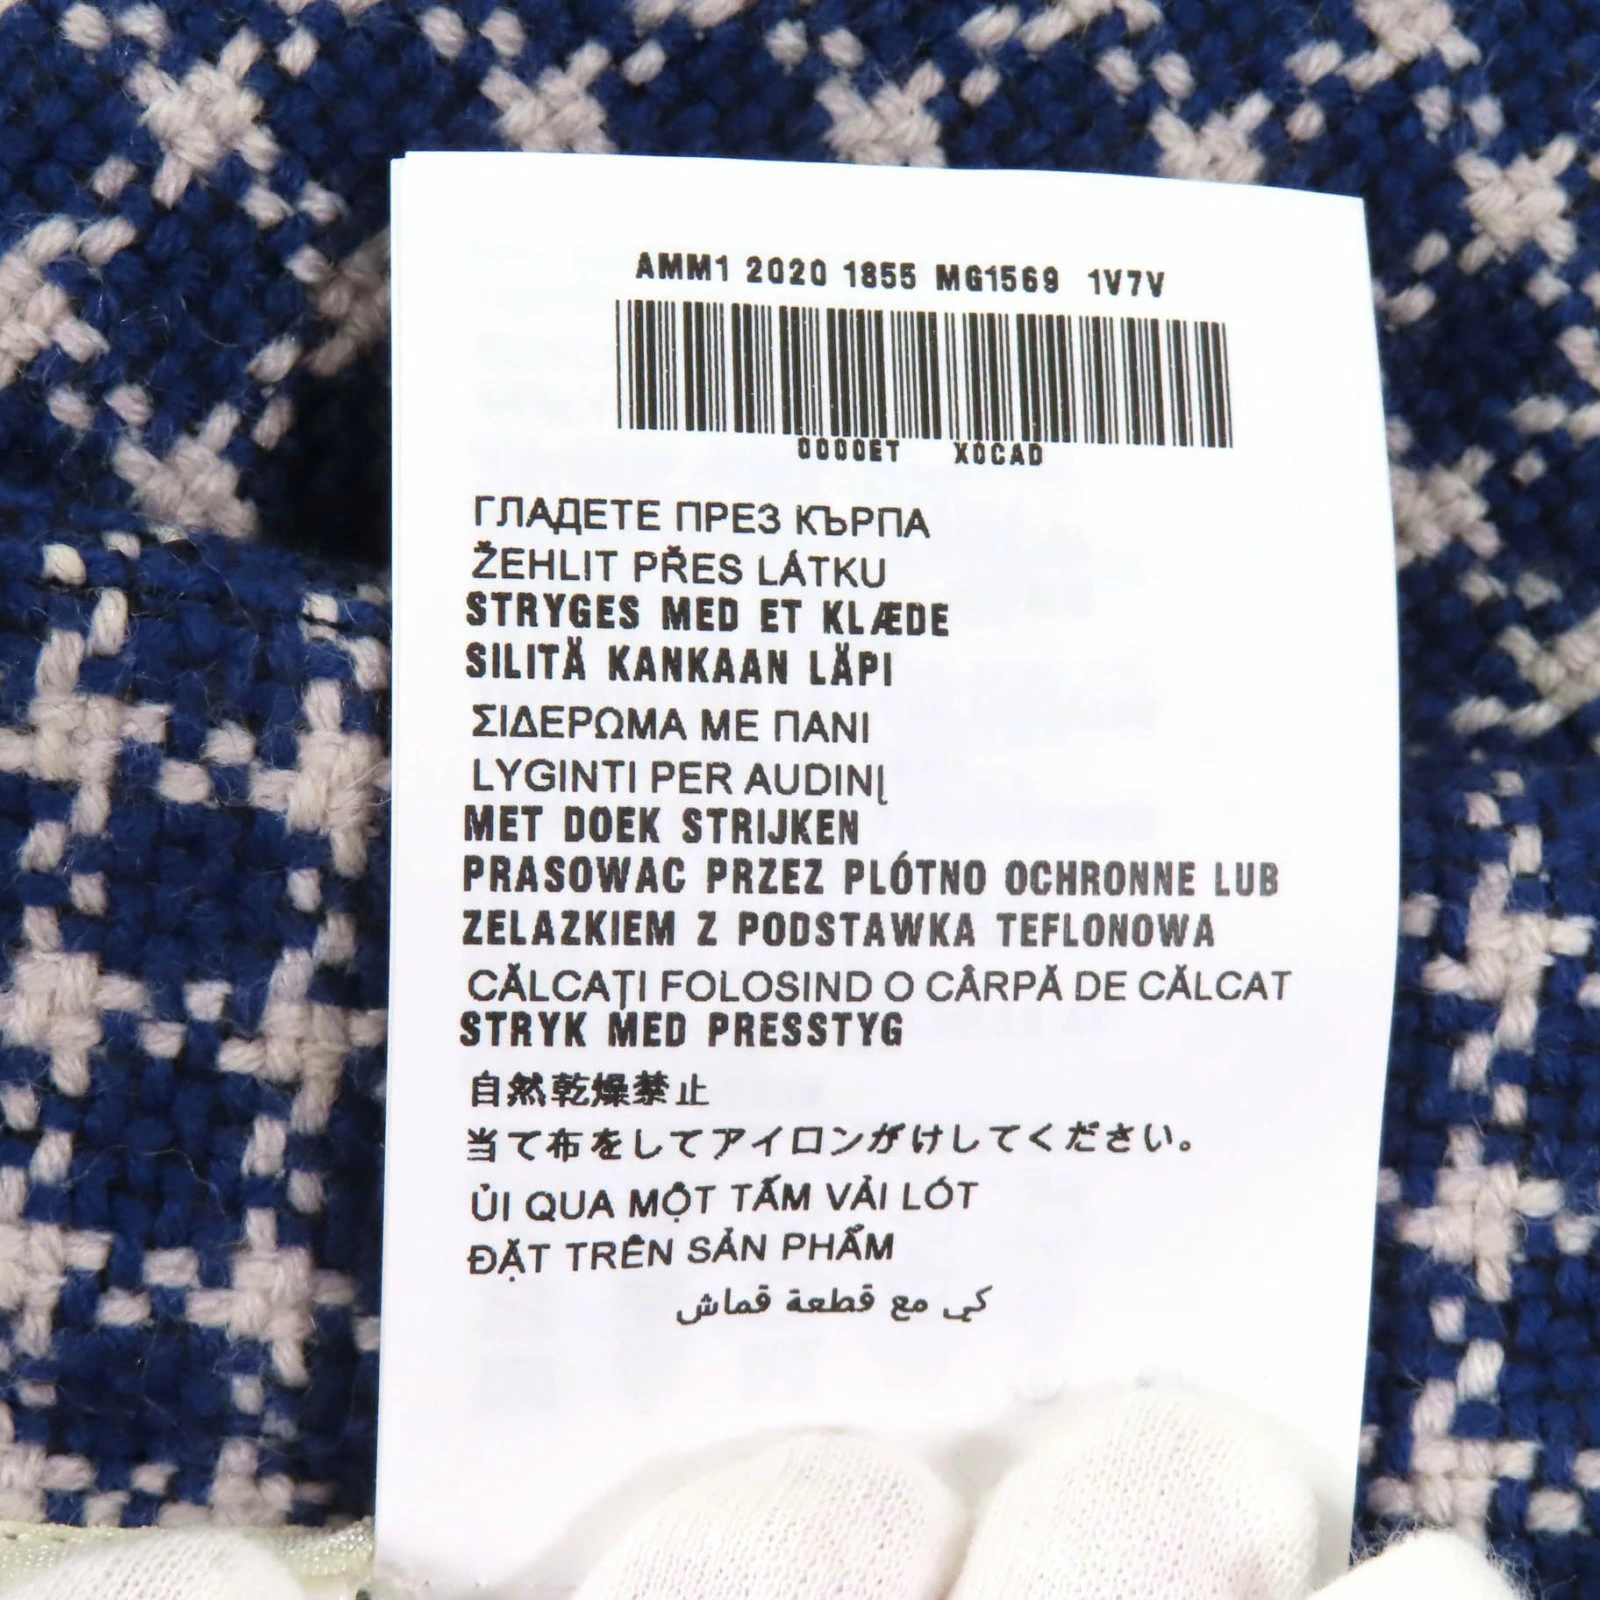 AMM1 2020 1855 MG1569 1V7V
0000ET X0CAD
ГЛАДЕТЕ ПРЕЗ КЪРПА
ŽEHLIT PŘES LÁTKU
STRYGES MED ET KLÆDE
SILITÄ KANKAAN LÄPI
ΣΙΔΕΡΩΜΑ ΜΕ ΠΑΝΙ
LYGINTI PER AUDINĮ
MET DOEK STRIJKEN
PRASOWAC PRZEZ PLÓTNO OCHRONNE LUB
ZELAZKIEM Z PODSTAWKA TEFLONOWA
CĂLCAȚI FOLOSIND O CÂRPĂ DE CĂLCAT
STRYK MED PRESSTYG
自然乾燥禁止
当て布をしてアイロンがけしてください。
ỦI QUA MỘT TẤM VẢI LÓT
ĐẶT TRÊN SẢN PHẨM
كي مع قطعة قماش